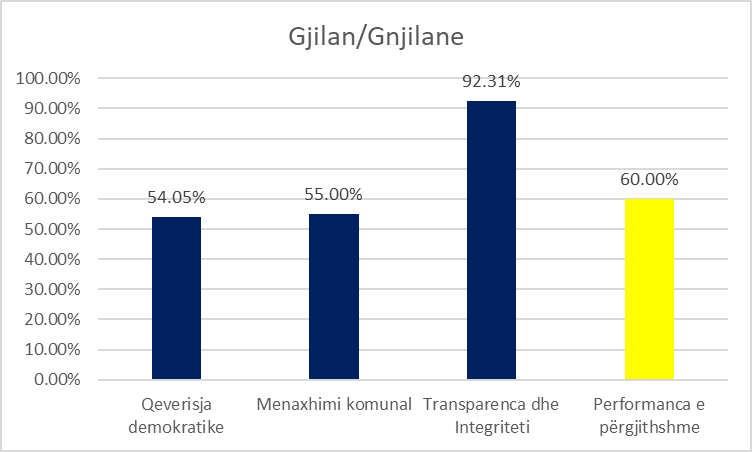 Gjilan/Gnjilane
100.00%
90.00%
80.00%
70.00%
60.00%
50.00%
40.00%
30.00%
20.00%
10.00%
0.00%
54.05%
55.00%
92.31%
60.00%
Qeverisja
demokratike
Menaxhimi komunal
Transparenca dhe
Integriteti
Performanca e
përgjithshme